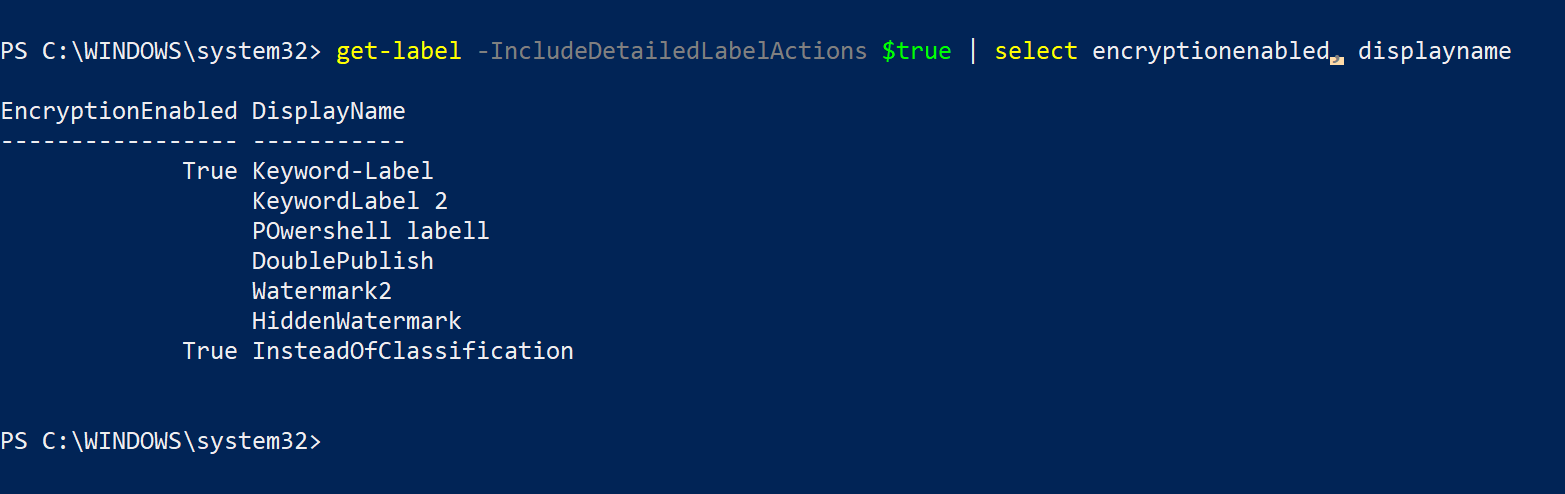 PS C:\WINDOWS\system32> get-label -IncludeDetailedLabelActions $true | select encryptionenabled, displayname
EncryptionEnabled DisplayName
----------------- -----------
True Keyword-Label
KeywordLabel 2
POwershell labell
DoublePublish
Watermark2
HiddenWatermark
True InsteadOfClassification
PS C:\WINDOWS\system32>